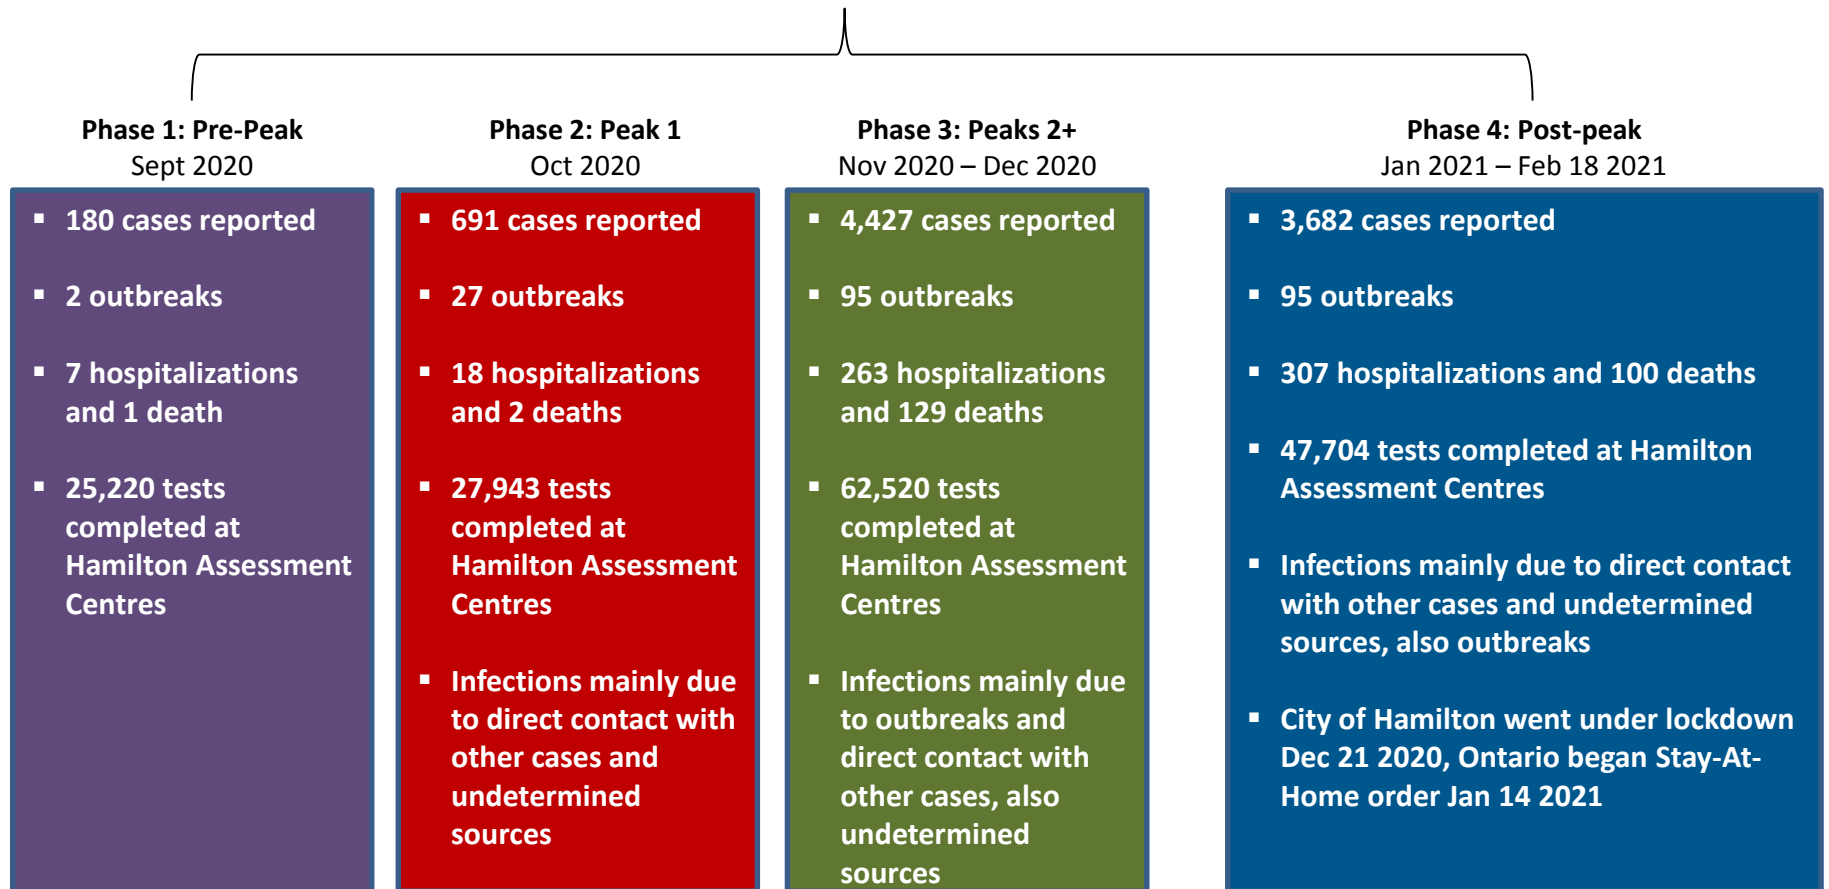 Phase 1: Pre-Peak
Sept 2020
▪ 180 cases reported
▪ 2 outbreaks
▪ 7 hospitalizations
and 1 death
▪ 25,220 tests
completed at
Hamilton Assessment
Centres
Phase 2: Peak 1
Oct 2020
▪ 691 cases reported
▪ 27 outbreaks
▪ 18 hospitalizations
and 2 deaths
▪ 27,943 tests
completed at
Hamilton Assessment
Centres
▪ Infections mainly due
to direct contact with
other cases and
undetermined
sources
Phase 3: Peaks 2+
Nov 2020 – Dec 2020
▪ 4,427 cases reported
▪ 95 outbreaks
▪ 263 hospitalizations
and 129 deaths
▪ 62,520 tests
completed at
Hamilton Assessment
Centres
▪ Infections mainly due
to outbreaks and
direct contact with
other cases, also
undetermined
sources
Phase 4: Post-peak
Jan 2021 – Feb 18 2021
▪ 3,682 cases reported
▪ 95 outbreaks
▪ 307 hospitalizations and 100 deaths
▪ 47,704 tests completed at Hamilton
Assessment Centres
▪ Infections mainly due to direct contact
with other cases and undetermined
sources, also outbreaks
▪ City of Hamilton went under lockdown
Dec 21 2020, Ontario began Stay-At-
Home order Jan 14 2021